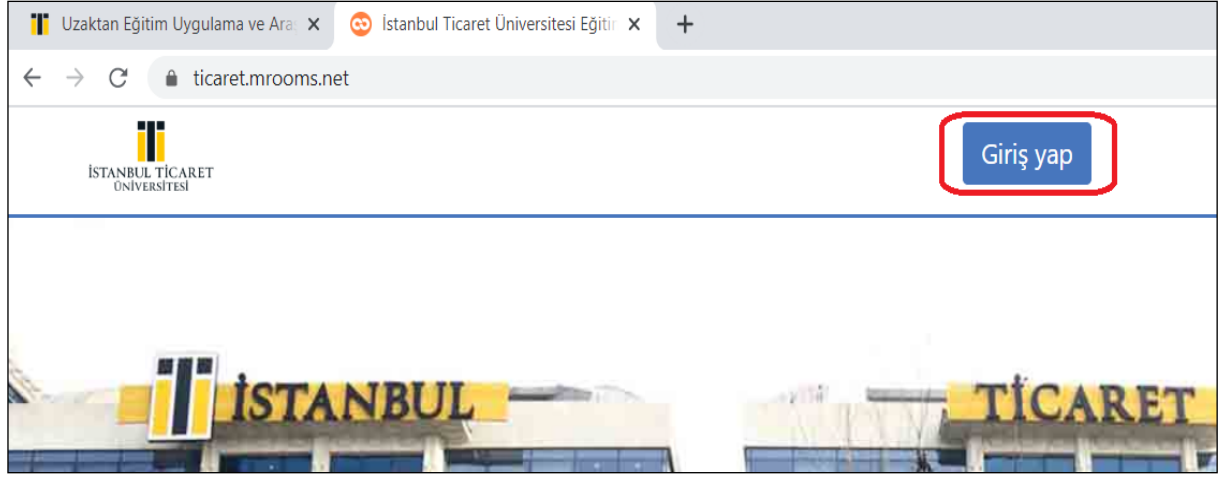 Uzaktan Eğitim Uygulama ve Ara
İstanbul Ticaret Üniversitesi Eğitir
ticaret.mrooms.net
İSTANBUL TİCARET
ÜNİVERSİTESİ
Giriş yap
İSTANBUL
TİCARET